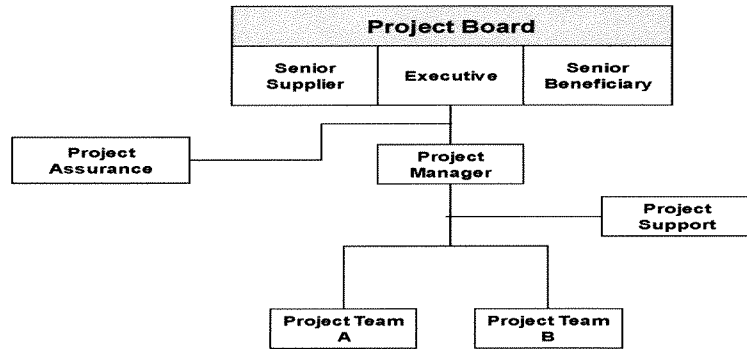 Project Board
Senior
Supplier
Executive
Senior
Beneficiary
Project
Assurance
Project
Manager
Project
Support
Project Team
A
Project Team
B